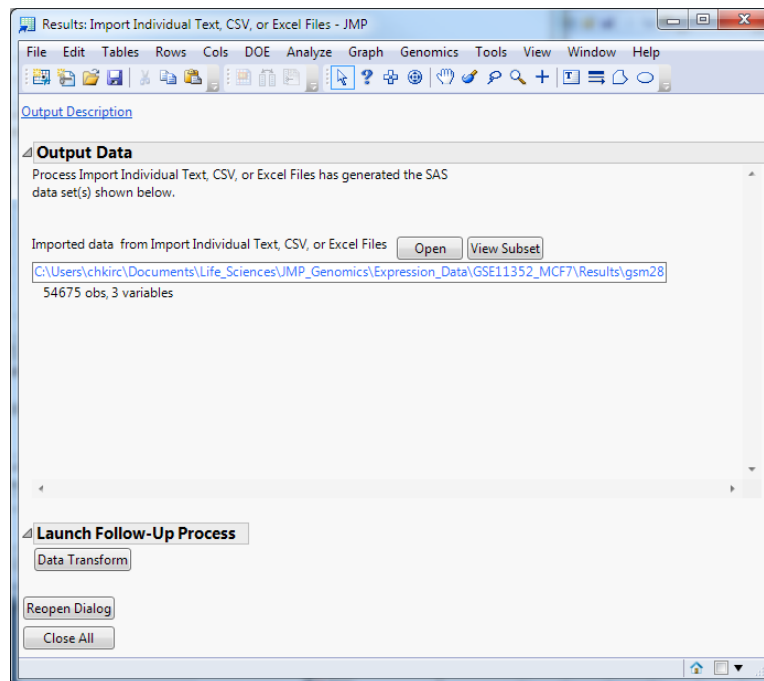 Results: Import Individual Text, CSV, or Excel Files - JMP
File Edit Tables Rows Cols DOE Analyze Graph Genomics Tools View Window Help
Output Description
Output Data
Process Import Individual Text, CSV, or Excel Files has generated the SAS
data set(s) shown below.
Imported data from Import Individual Text, CSV, or Excel Files Open View Subset
C:\Users\chkirc\Documents\Life_Sciences\JMP_Genomics\Expression_Data\GSE11352_MCF7\Results\gsm28
54675 obs, 3 variables
Launch Follow-Up Process
Data Transform
Reopen Dialog
Close All